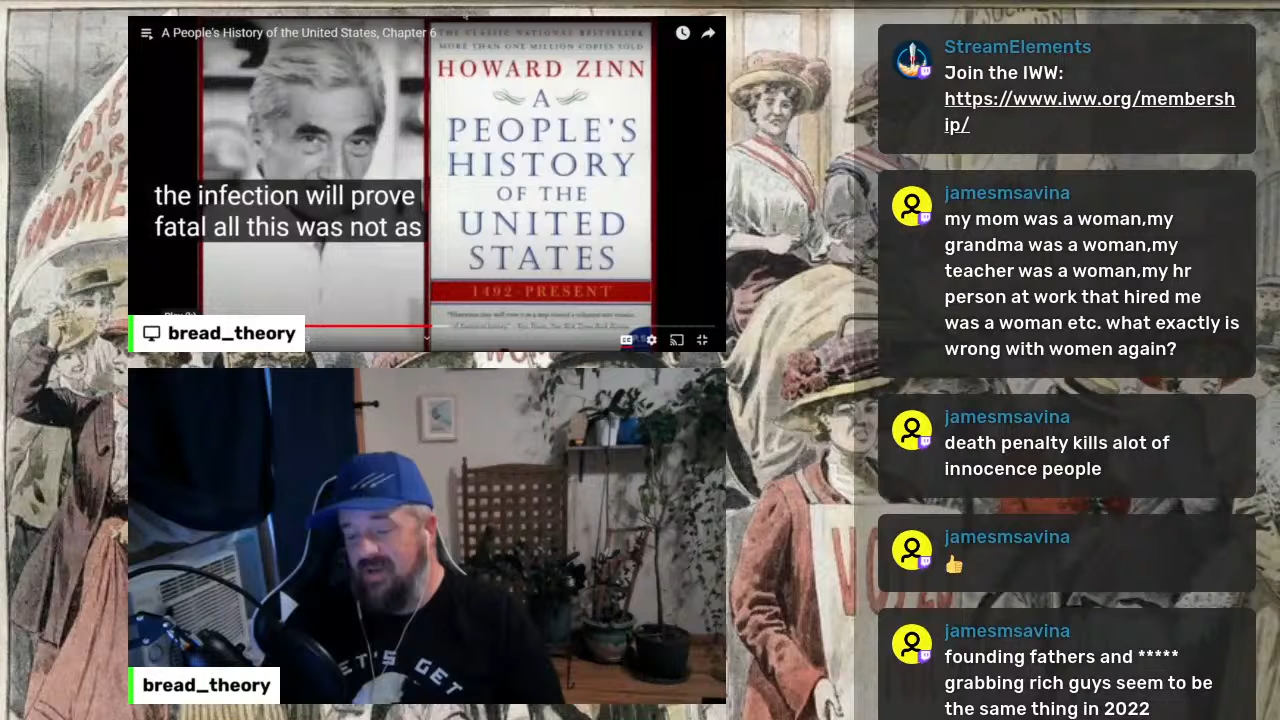 A People's History of the United States, Chapter 6
THE CLASSIC NATIONAL BESTSELLER
MORE THAN ONE MILLION COPIES SOLD
HOWARD ZINN
A
PEOPLE'S
HISTORY
OF THE
UNITED
STATES
1492-PRESENT
the infection will prove
fatal all this was not as
bread_theory
LET'S GET
bread_theory
VOTES
FOR
WOMEN
StreamElements
Join the IWW:
https://www.iww.org/membersh
ip/
jamesmsavina
my mom was a woman,my
grandma was a woman,my
teacher was a woman,my hr
person at work that hired me
was a woman etc. what exactly is
wrong with women again?
jamesmsavina
death penalty kills alot of
innocence people
jamesmsavina
👍
jamesmsavina
founding fathers and *****
grabbing rich guys seem to be
the same thing in 2022